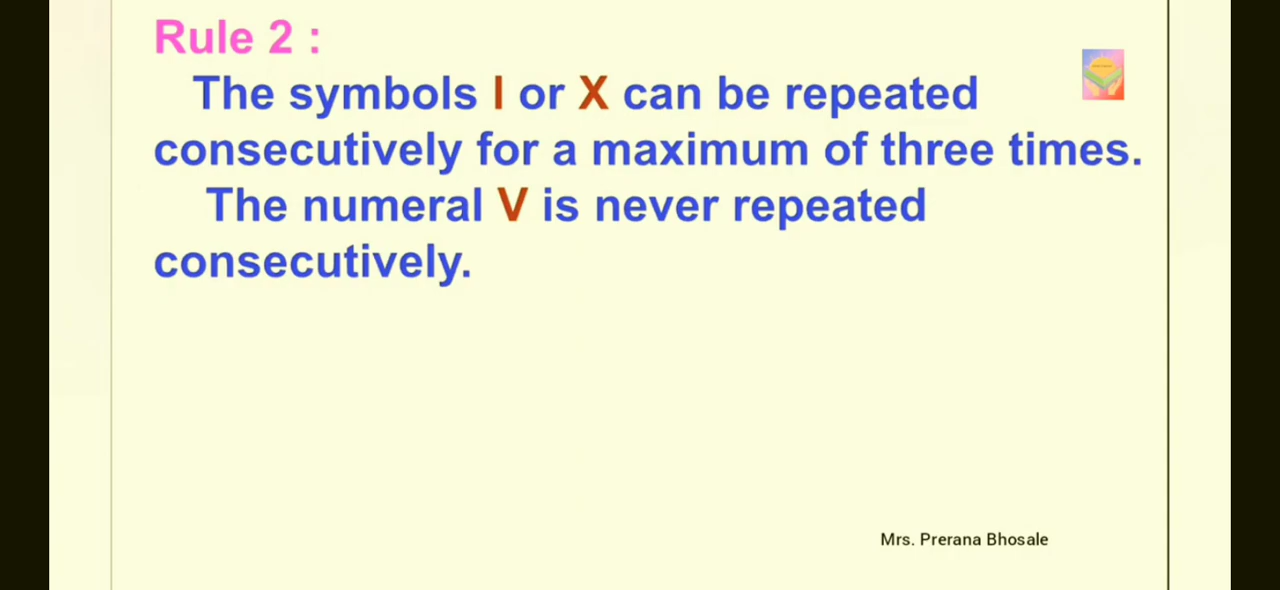 Rule 2 :
The symbols I or X can be repeated
consecutively for a maximum of three times.
The numeral V is never repeated
consecutively.
Mrs. Prerana Bhosale